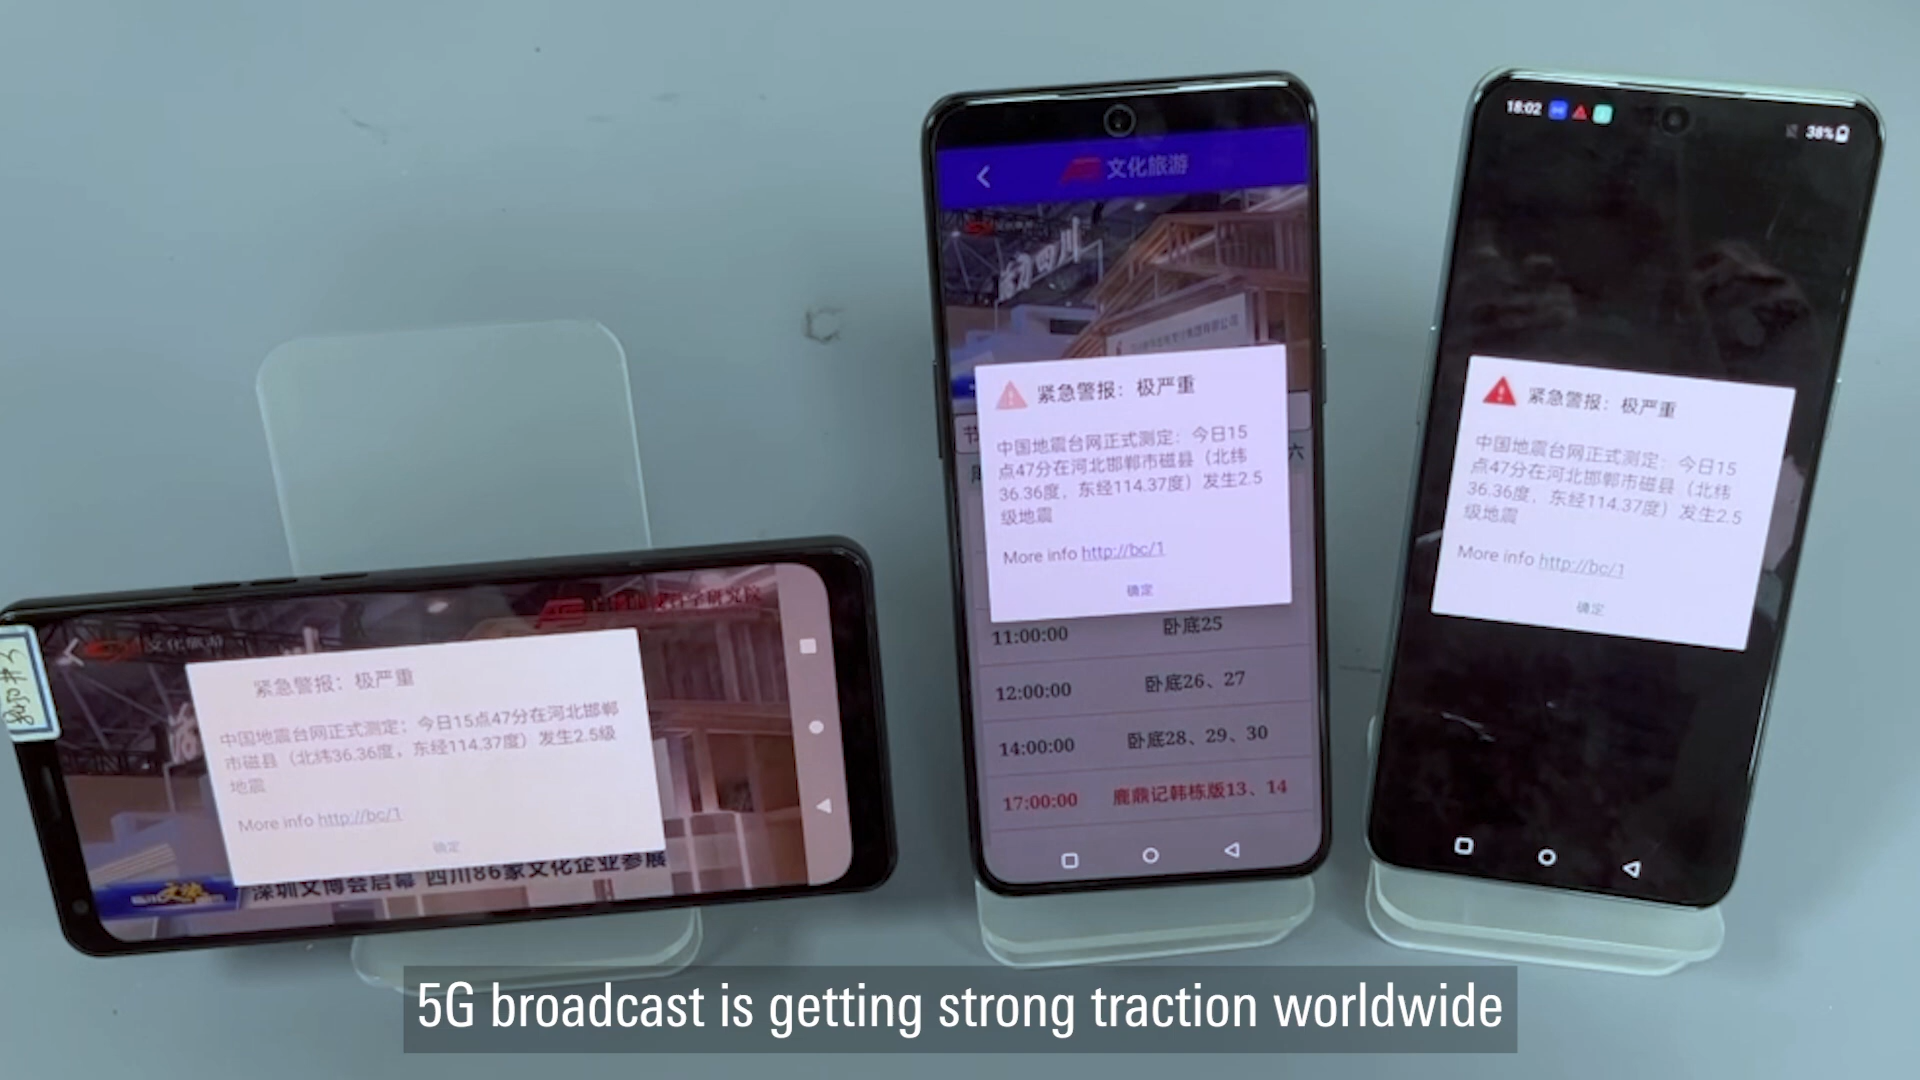 文化旅游
紧急警报：极严重
中国地震台网正式测定：今日15点47分在河北邯郸
市磁县（北纬36.36度，东经114.37度）发生2.5级
地震
More info http://bc/1
确定
深圳文博会启幕 四川86家文化企业参展
文化旅游
四川
紧急警报：极严重
中国地震台网正式测定：今日15
点47分在河北邯郸市磁县（北纬
36.36度，东经114.37度）发生2.5
级地震
More info http://bc/1
确定
节
六
11:00:00 卧底25
12:00:00 卧底26、27
14:00:00 卧底28、29、30
17:00:00 鹿鼎记韩栋版13、14
18:02
38%
紧急警报：极严重
中国地震台网正式测定：今日15
点47分在河北邯郸市磁县（北纬
36.36度，东经114.37度）发生2.5
级地震
More info http://bc/1
确定
5G broadcast is getting strong traction worldwide